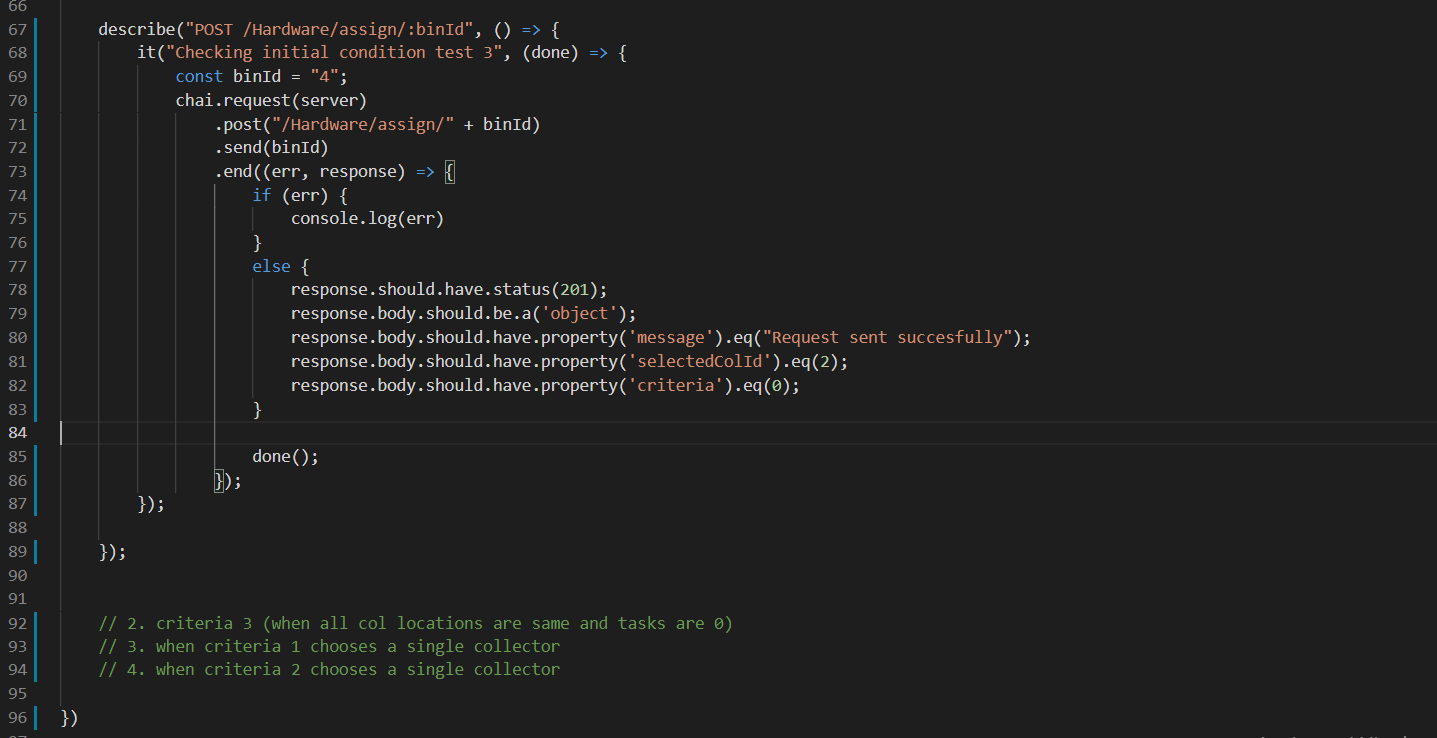 66
67 describe("POST /Hardware/assign/:binId", () => {
68 it("Checking initial condition test 3", (done) => {
69 const binId = "4";
70 chai.request(server)
71 .post("/Hardware/assign/" + binId)
72 .send(binId)
73 .end((err, response) => {
74 if (err) {
75 console.log(err)
76 }
77 else {
78 response.should.have.status(201);
79 response.body.should.be.a('object');
80 response.body.should.have.property('message').eq("Request sent succesfully");
81 response.body.should.have.property('selectedColId').eq(2);
82 response.body.should.have.property('criteria').eq(0);
83 }
84
85 done();
86 });
87 });
88
89 });
90
91
92 // 2. criteria 3 (when all col locations are same and tasks are 0)
93 // 3. when criteria 1 chooses a single collector
94 // 4. when criteria 2 chooses a single collector
95
96 })